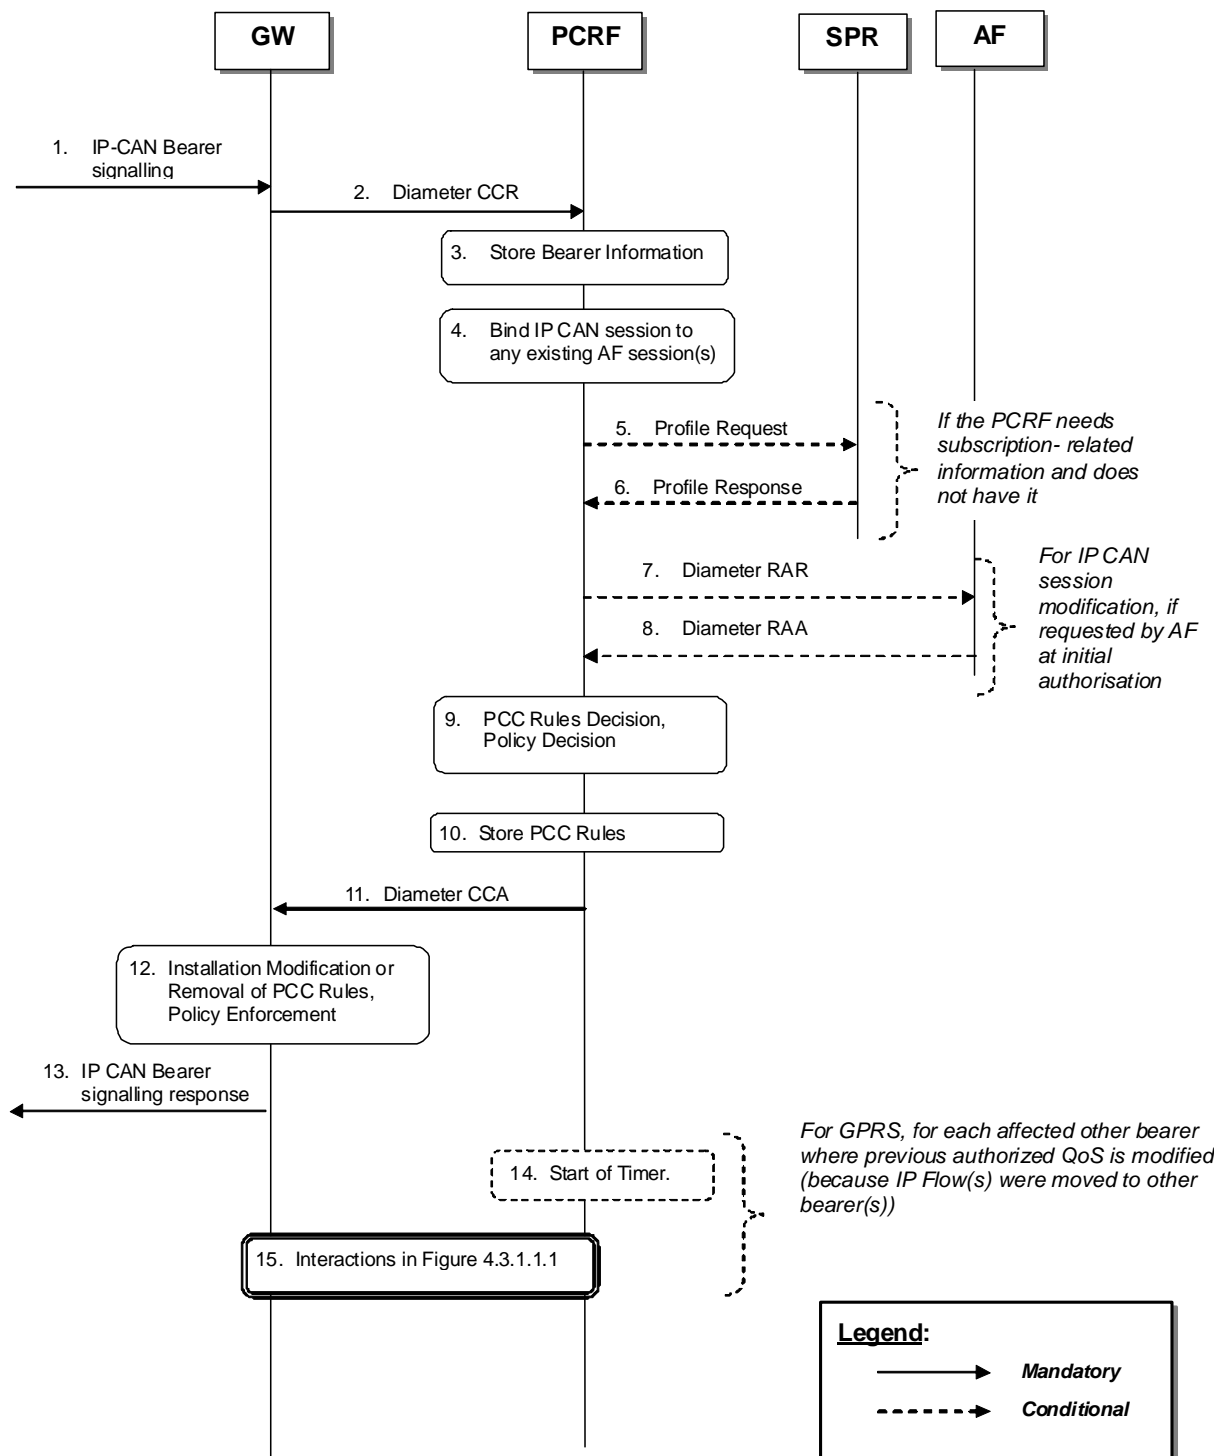 GW
PCRF
SPR
AF
1. IP-CAN Bearer
signalling
2. Diameter CCR
3. Store Bearer Information
4. Bind IP CAN session to
any existing AF session(s)
5. Profile Request
6. Profile Response
If the PCRF needs
subscription- related
information and does
not have it
7. Diameter RAR
8. Diameter RAA
For IP CAN
session
modification, if
requested by AF
at initial
authorisation
9. PCC Rules Decision,
Policy Decision
10. Store PCC Rules
11. Diameter CCA
12. Installation Modification or
Removal of PCC Rules,
Policy Enforcement
13. IP CAN Bearer
signalling response
14. Start of Timer.
For GPRS, for each affected other bearer
where previous authorized QoS is modified
(because IP Flow(s) were moved to other
bearer(s))
15. Interactions in Figure 4.3.1.1.1
Legend:
Mandatory
Conditional